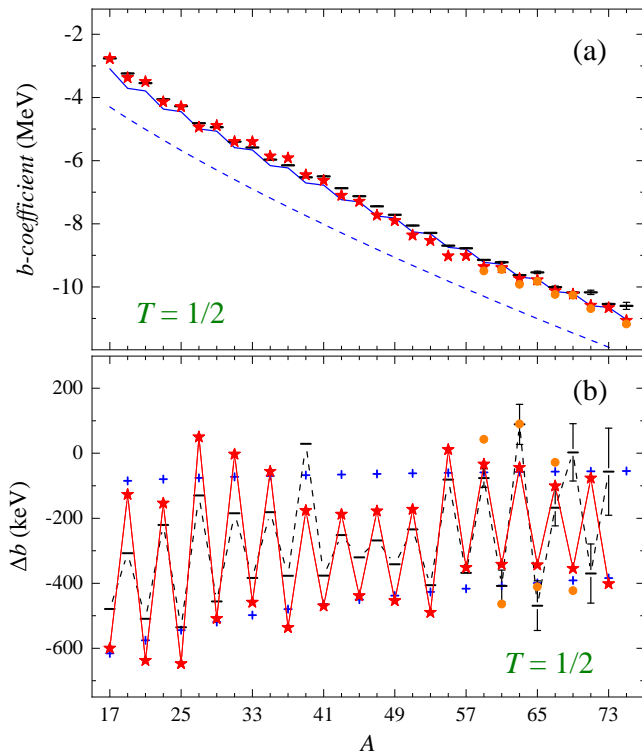 (a)
b-coefficient (MeV)
-2
-4
-6
-8
-10
T = 1/2
(b)
Δb (keV)
200
0
-200
-400
-600
T = 1/2
17 25 33 41 49 57 65 73
A